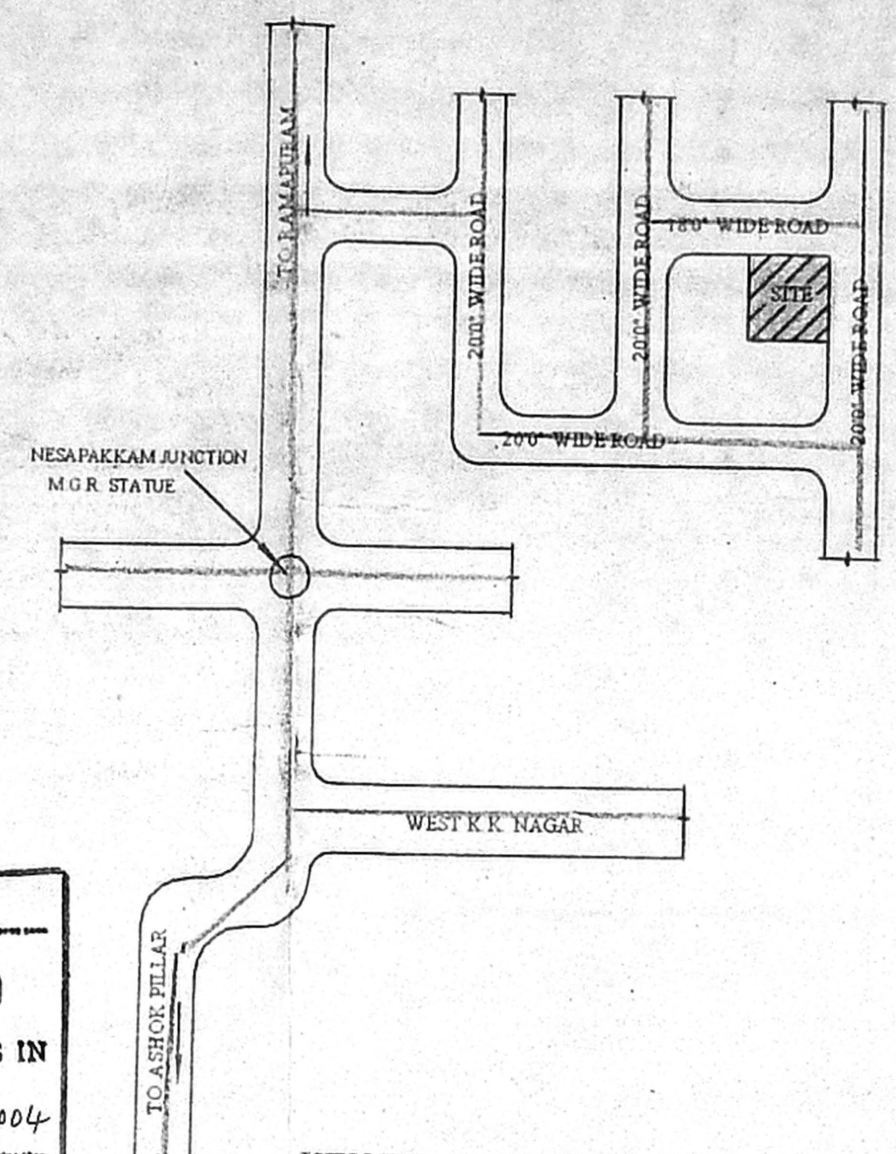 TO RAMAPURAM
20'0" WIDE ROAD
20'0" WIDE ROAD
18'0" WIDE ROAD
SITE
20'0" WIDE ROAD
20'0" WIDE ROAD
NESAPAKKAM JUNCTION
M.G.R. STATUE
WEST K.K. NAGAR
TO ASHOK PILLAR
IN
004